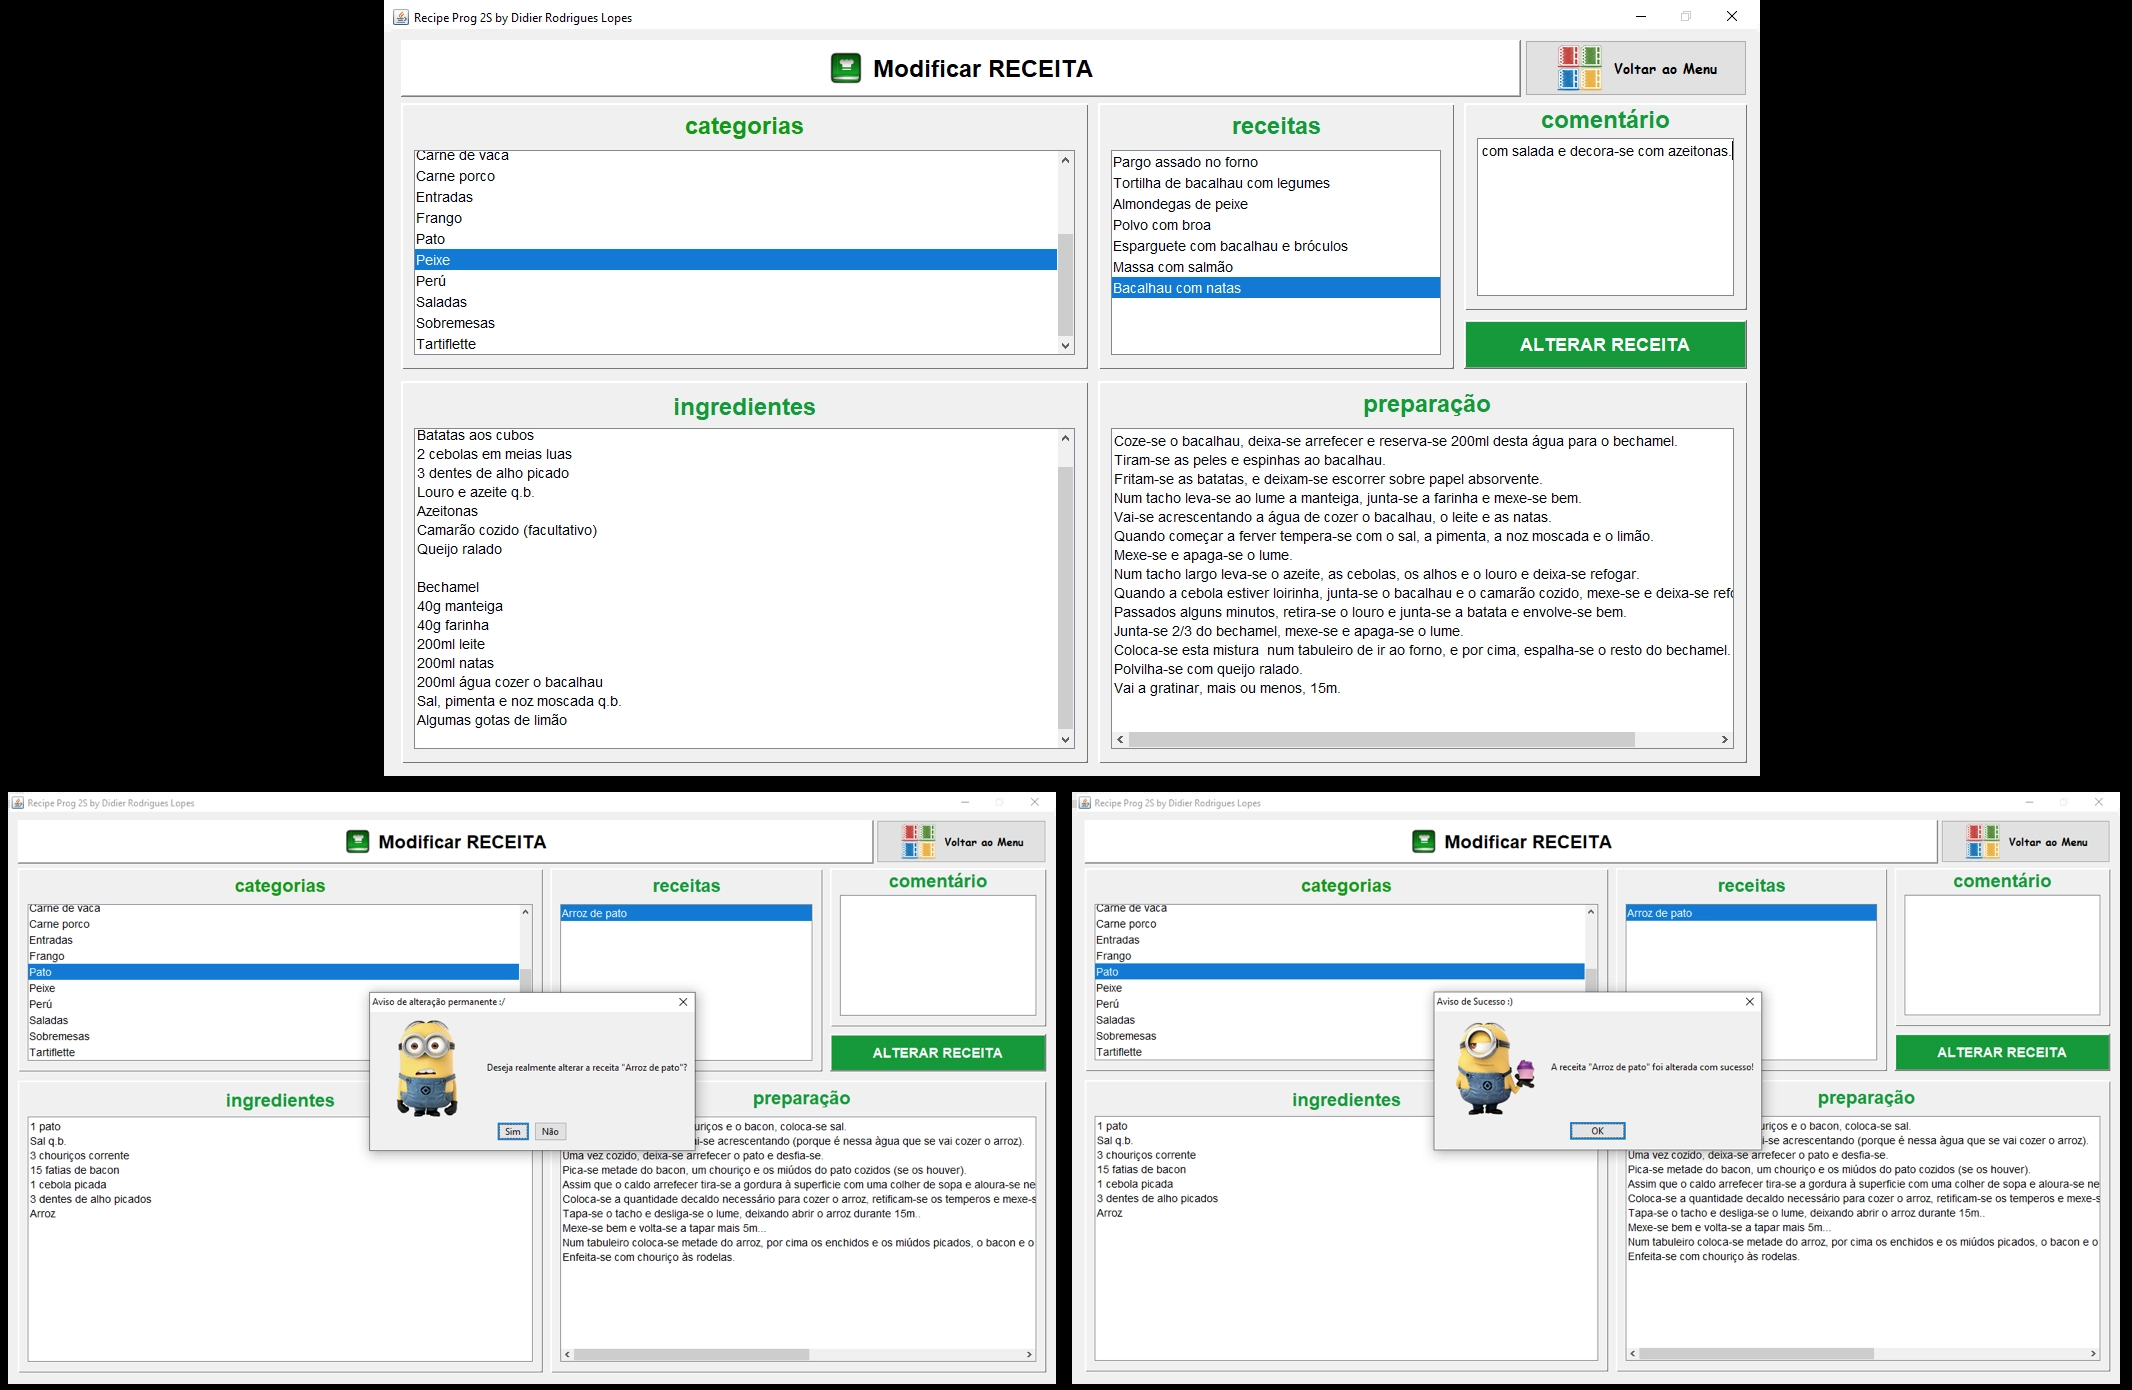 Recipe Prog 2S by Didier Rodrigues Lopes
Modificar RECEITA
Voltar ao Menu
categorias
Carne de vaca
Carne porco
Entradas
Frango
Pato
Peixe
Perú
Saladas
Sobremesas
Tartiflette
receitas
Pargo assado no forno
Tortilha de bacalhau com legumes
Almondegas de peixe
Polvo com broa
Esparguete com bacalhau e bróculos
Massa com salmão
Bacalhau com natas
comentário
com salada e decora-se com azeitonas.
ALTERAR RECEITA
ingredientes
Batatas aos cubos
2 cebolas em meias luas
3 dentes de alho picado
Louro e azeite q.b.
Azeitonas
Camarão cozido (facultativo)
Queijo ralado
Bechamel
40g manteiga
40g farinha
200ml leite
200ml natas
200ml água cozer o bacalhau
Sal, pimenta e noz moscada q.b.
Algumas gotas de limão
preparação
Coze-se o bacalhau, deixa-se arrefecer e reserva-se 200ml desta água para o bechamel.
Tiram-se as peles e espinhas ao bacalhau.
Fritam-se as batatas, e deixam-se escorrer sobre papel absorvente.
Num tacho leva-se ao lume a manteiga, junta-se a farinha e mexe-se bem.
Vai-se acrescentando a água de cozer o bacalhau, o leite e as natas.
Quando começar a ferver tempera-se com o sal, a pimenta, a noz moscada e o limão.
Mexe-se e apaga-se o lume.
Num tacho largo leva-se o azeite, as cebolas, os alhos e o louro e deixa-se refogar.
Quando a cebola estiver loirinha, junta-se o bacalhau e o camarão cozido, mexe-se e deixa-se refo
Passados alguns minutos, retira-se o louro e junta-se a batata e envolve-se bem.
Junta-se 2/3 do bechamel, mexe-se e apaga-se o lume.
Coloca-se esta mistura  num tabuleiro de ir ao forno, e por cima, espalha-se o resto do bechamel.
Polvilha-se com queijo ralado.
Vai a gratinar, mais ou menos, 15m.
Recipe Prog 2S by Didier Rodrigues Lopes
Modificar RECEITA
Voltar ao Menu
categorias
Carne de vaca
Carne porco
Entradas
Frango
Pato
Peixe
Perú
Saladas
Sobremesas
Tartiflette
receitas
Arroz de pato
comentário
ALTERAR RECEITA
Aviso de alteração permanente :/
Deseja realmente alterar a receita "Arroz de pato"?
Sim
Não
ingredientes
1 pato
Sal q.b.
3 chouriços corrente
15 fatias de bacon
1 cebola picada
3 dentes de alho picados
Arroz
preparação
uriços e o bacon, coloca-se sal.
i-se acrescentando (porque é nessa àgua que se vai cozer o arroz).
Uma vez cozido, deixa-se arrefecer o pato e desfia-se.
Pica-se metade do bacon, um chouriço e os miúdos do pato cozidos (se os houver).
Assim que o caldo arrefecer tira-se a gordura à superficie com uma colher de sopa e aloura-se ne
Coloca-se a quantidade decaldo necessário para cozer o arroz, retificam-se os temperos e mexe-s
Tapa-se o tacho e desliga-se o lume, deixando abrir o arroz durante 15m..
Mexe-se bem e volta-se a tapar mais 5m...
Num tabuleiro coloca-se metade do arroz, por cima os enchidos e os miúdos picados, o bacon e o
Enfeita-se com chouriço às rodelas.
Recipe Prog 2S by Didier Rodrigues Lopes
Modificar RECEITA
Voltar ao Menu
categorias
Carne de vaca
Carne porco
Entradas
Frango
Pato
Peixe
Perú
Saladas
Sobremesas
Tartiflette
receitas
Arroz de pato
comentário
ALTERAR RECEITA
Aviso de Sucesso :)
A receita "Arroz de pato" foi alterada com sucesso!
OK
ingredientes
1 pato
Sal q.b.
3 chouriços corrente
15 fatias de bacon
1 cebola picada
3 dentes de alho picados
Arroz
preparação
uriços e o bacon, coloca-se sal.
i-se acrescentando (porque é nessa àgua que se vai cozer o arroz).
Uma vez cozido, deixa-se arrefecer o pato e desfia-se.
Pica-se metade do bacon, um chouriço e os miúdos do pato cozidos (se os houver).
Assim que o caldo arrefecer tira-se a gordura à superficie com uma colher de sopa e aloura-se ne
Coloca-se a quantidade decaldo necessário para cozer o arroz, retificam-se os temperos e mexe-s
Tapa-se o tacho e desliga-se o lume, deixando abrir o arroz durante 15m..
Mexe-se bem e volta-se a tapar mais 5m...
Num tabuleiro coloca-se metade do arroz, por cima os enchidos e os miúdos picados, o bacon e o
Enfeita-se com chouriço às rodelas.